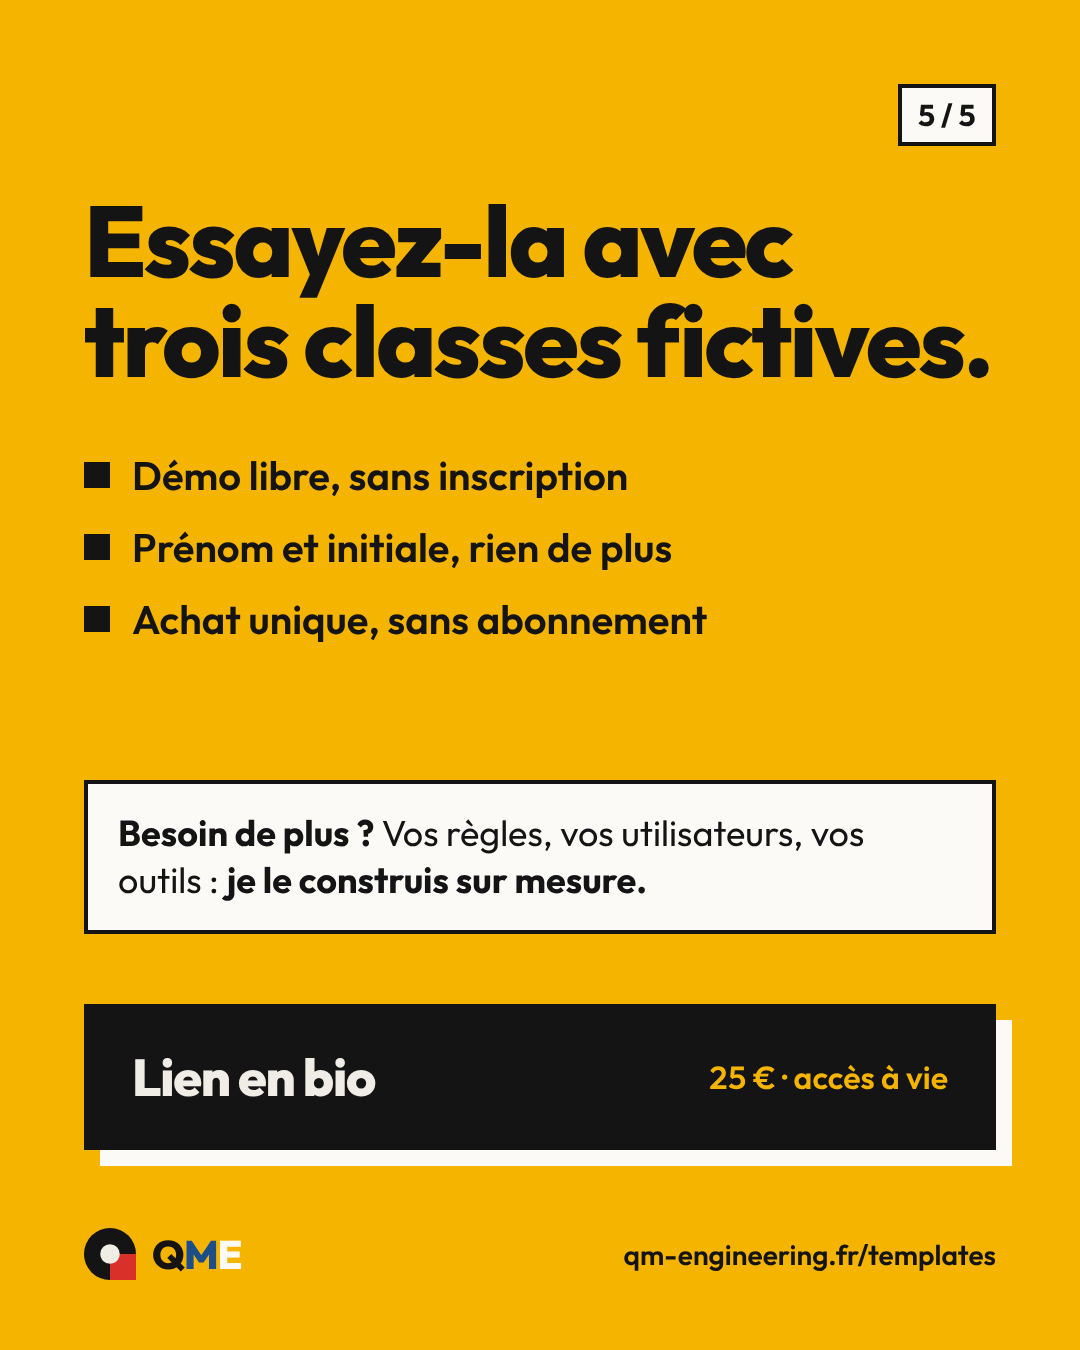 5 / 5
Essayez-la avec
trois classes fictives.
Démo libre, sans inscription
Prénom et initiale, rien de plus
Achat unique, sans abonnement
Besoin de plus ? Vos règles, vos utilisateurs, vos
outils : je le construis sur mesure.
Lien en bio
25 € · accès à vie
QME
qm-engineering.fr/templates